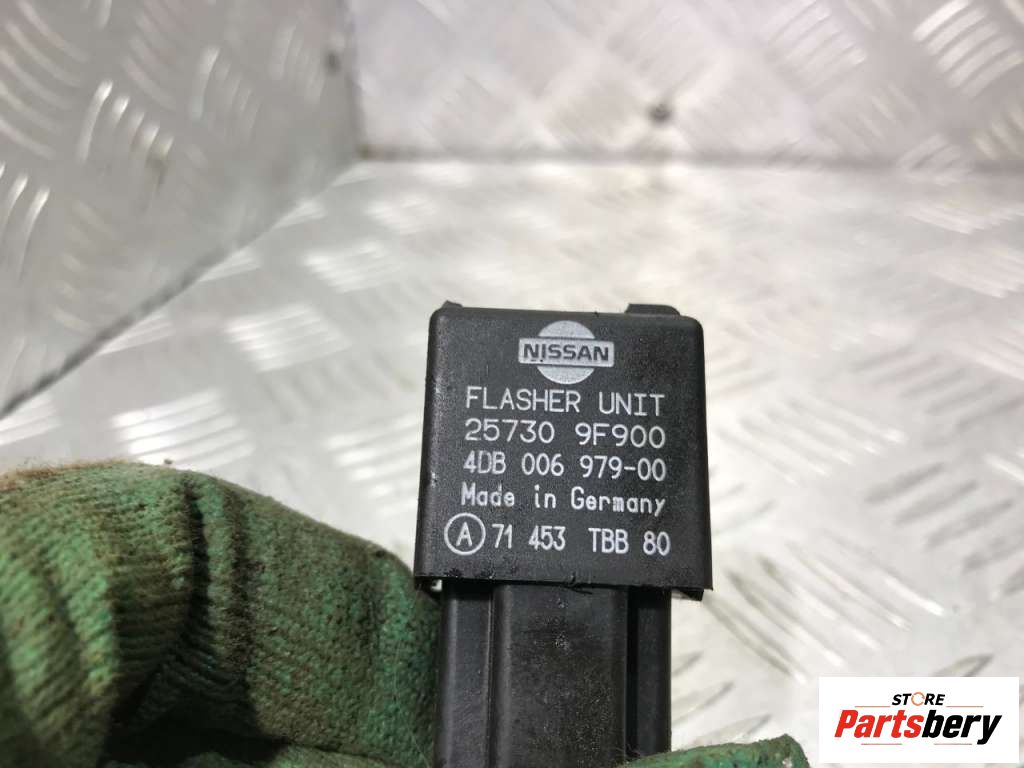 NISSAN
FLASHER UNIT
25730 9F900
4DB 006 979-00
Made in Germany
A 71 453 TBB 80
STORE
Partsbery